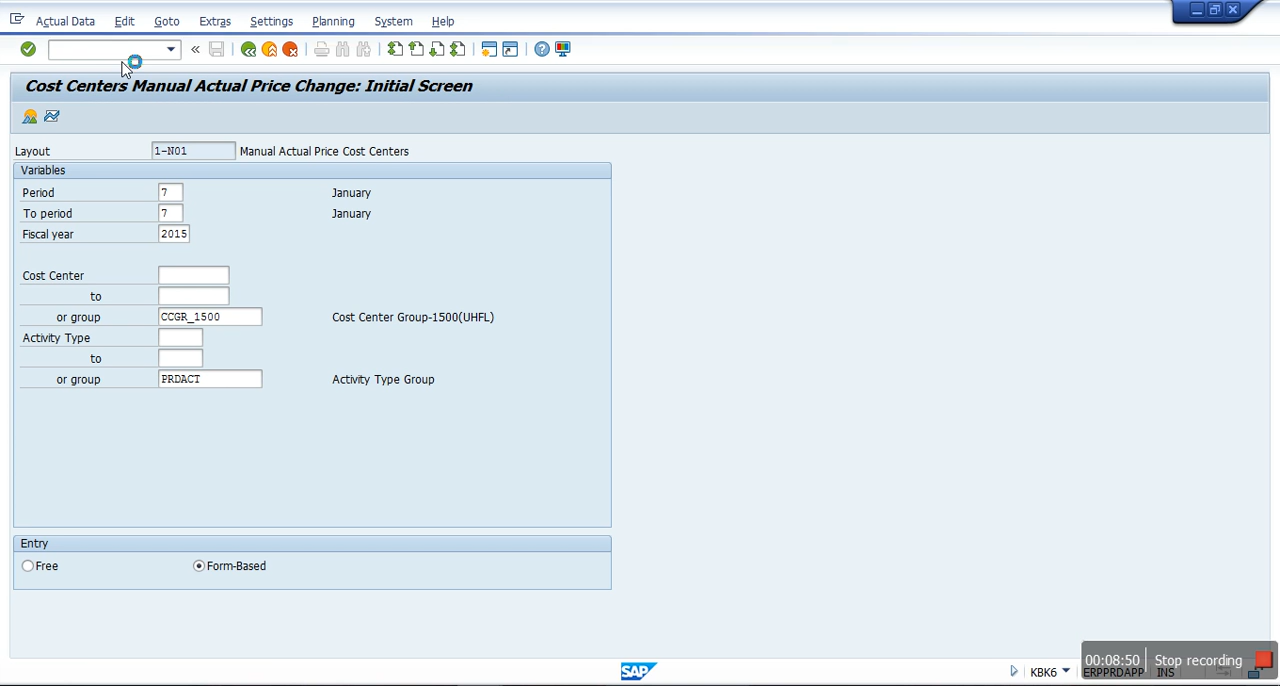 Actual Data Edit Goto Extras Settings Planning System Help
Cost Centers Manual Actual Price Change: Initial Screen
Layout 1-N01 Manual Actual Price Cost Centers
Variables
Period 7 January
To period 7 January
Fiscal year 2015
Cost Center
to
or group CCGR_1500 Cost Center Group-1500(UHFL)
Activity Type
to
or group PRDACT Activity Type Group
Entry
Free Form-Based
SAP
KBK6 ERPPRDAPP INS
00:08:50 Stop recording